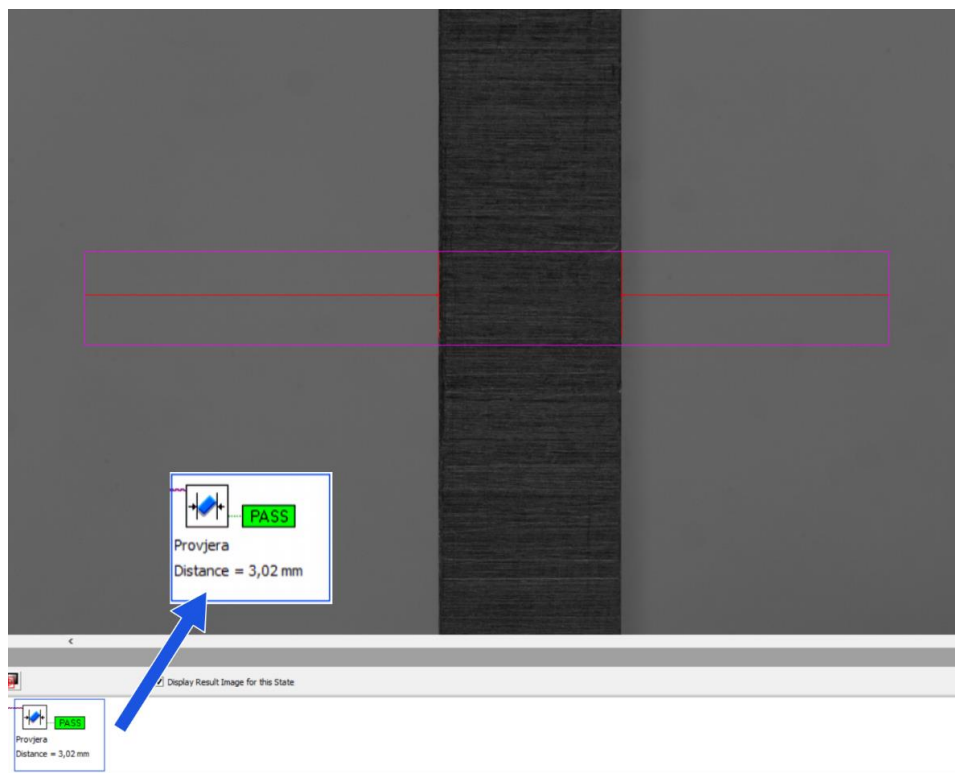 PASS
Provjera
Distance = 3,02 mm
Display Result Image for this State
PASS
Provjera
Distance = 3,02 mm